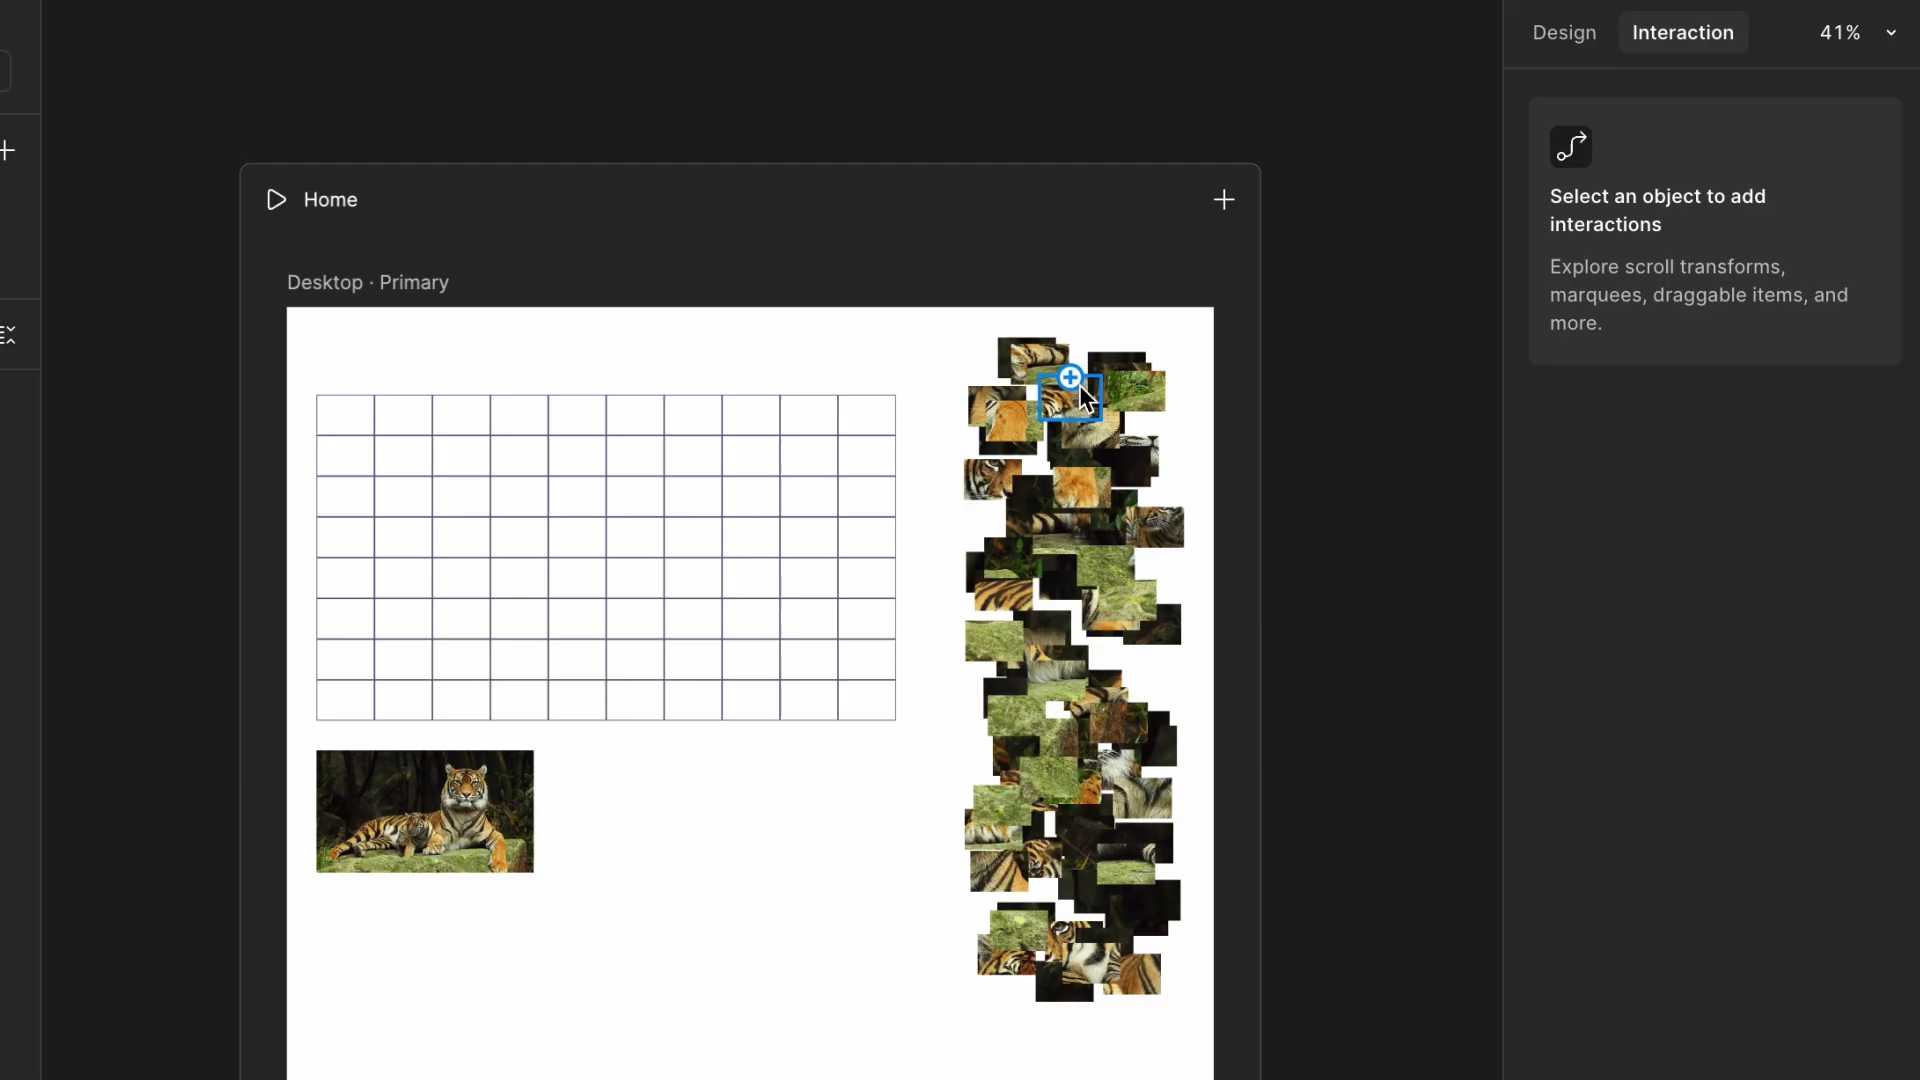 Design Interaction 41%
Home
Desktop · Primary
Select an object to add
interactions
Explore scroll transforms,
marquees, draggable items, and
more.